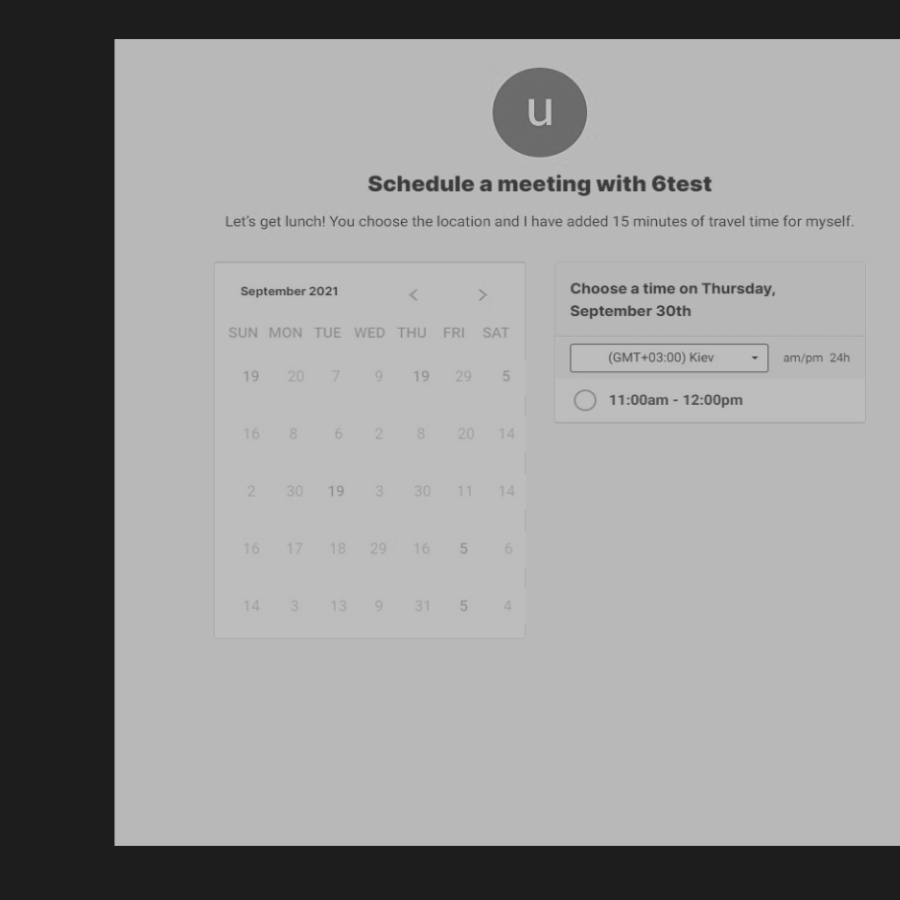 u
Schedule a meeting with 6test
Let's get lunch! You choose the location and I have added 15 minutes of travel time for myself.
September 2021
SUN MON TUE WED THU FRI SAT
19 20 7 9 19 29 5
16 8 6 2 8 20 14
2 30 19 3 30 11 14
16 17 18 29 16 5 6
14 3 13 9 31 5 4
Choose a time on Thursday,
September 30th
(GMT+03:00) Kiev am/pm 24h
11:00am - 12:00pm